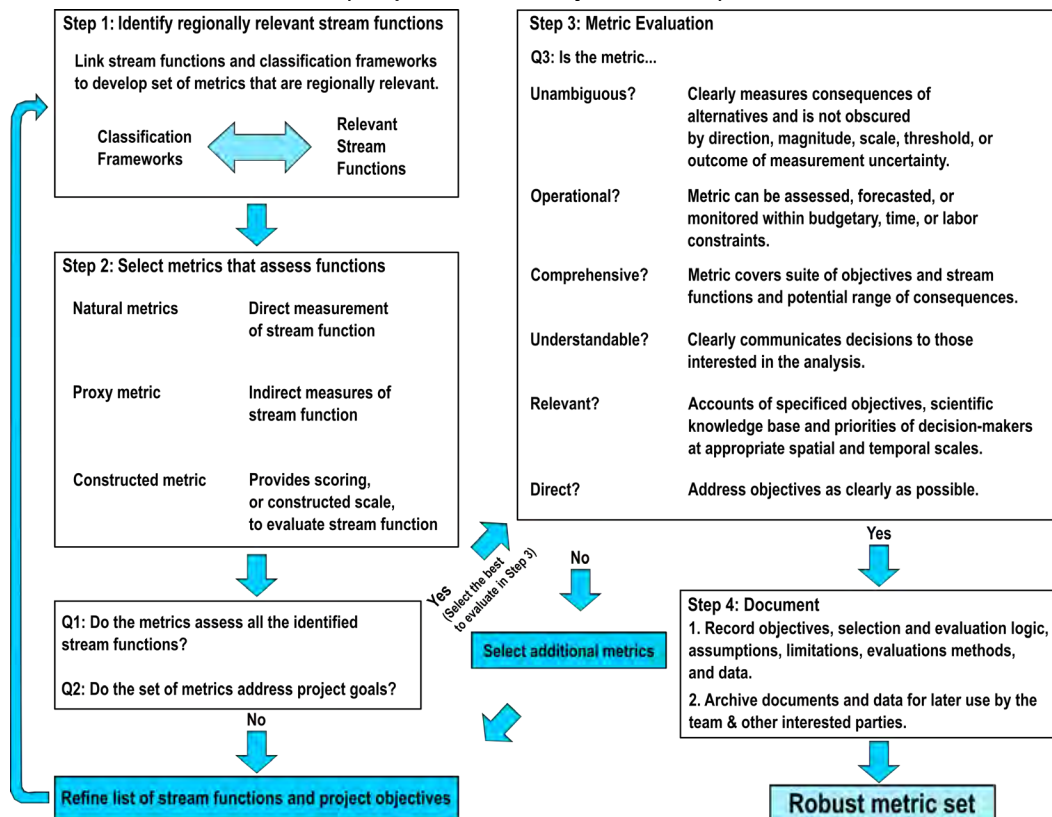 Step 1: Identify regionally relevant stream functions
Link stream functions and classification frameworks
to develop set of metrics that are regionally relevant.
Classification
Frameworks
Relevant
Stream
Functions
Step 2: Select metrics that assess functions
Natural metrics
Direct measurement
of stream function
Proxy metric
Indirect measures of
stream function
Constructed metric
Provides scoring,
or constructed scale,
to evaluate stream function
Q1: Do the metrics assess all the identified
stream functions?
Q2: Do the set of metrics address project goals?
No
Refine list of stream functions and project objectives
Yes
(Select the best
to evaluate in Step 3)
Step 3: Metric Evaluation
Q3: Is the metric...
Unambiguous?
Clearly measures consequences of
alternatives and is not obscured
by direction, magnitude, scale, threshold, or
outcome of measurement uncertainty.
Operational?
Metric can be assessed, forecasted, or
monitored within budgetary, time, or labor
constraints.
Comprehensive?
Metric covers suite of objectives and stream
functions and potential range of consequences.
Understandable?
Clearly communicates decisions to those
interested in the analysis.
Relevant?
Accounts of specificed objectives, scientific
knowledge base and priorities of decision-makers
at appropriate spatial and temporal scales.
Direct?
Address objectives as clearly as possible.
No
Select additional metrics
Yes
Step 4: Document
1. Record objectives, selection and evaluation logic,
assumptions, limitations, evaluations methods,
and data.
2. Archive documents and data for later use by the
team & other interested parties.
Robust metric set